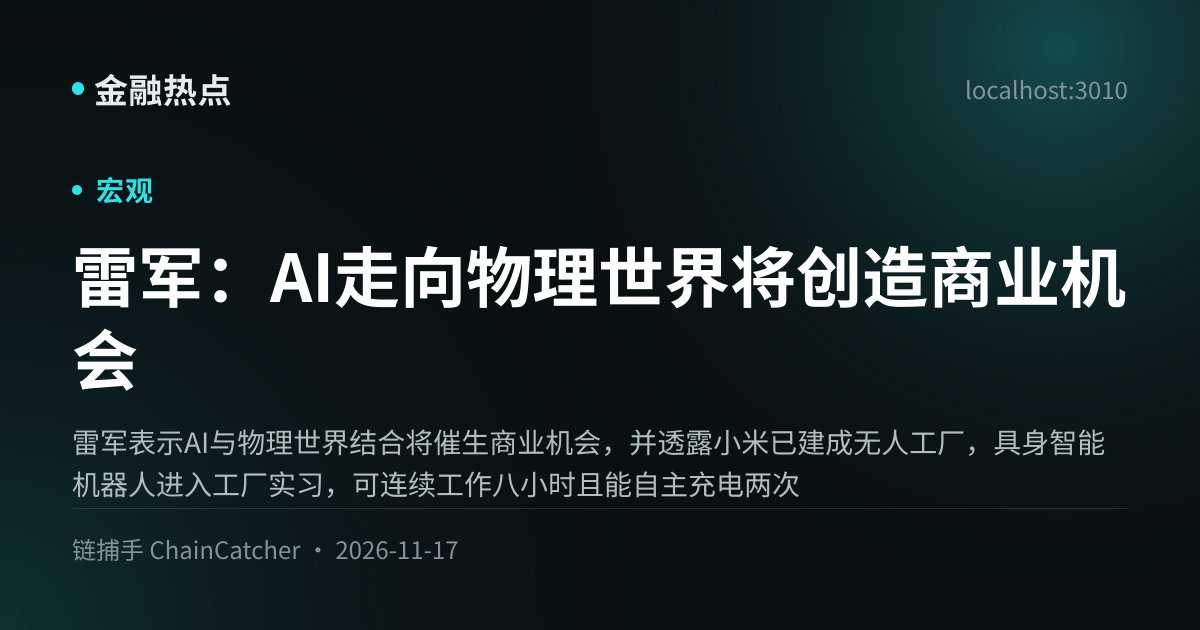 金融热点
localhost:3010
宏观
雷军：AI走向物理世界将创造商业机
会
雷军表示AI与物理世界结合将催生商业机会，并透露小米已建成无人工厂，具身智能
机器人进入工厂实习，可连续工作八小时且能自主充电两次
链捕手 ChainCatcher · 2026-11-17